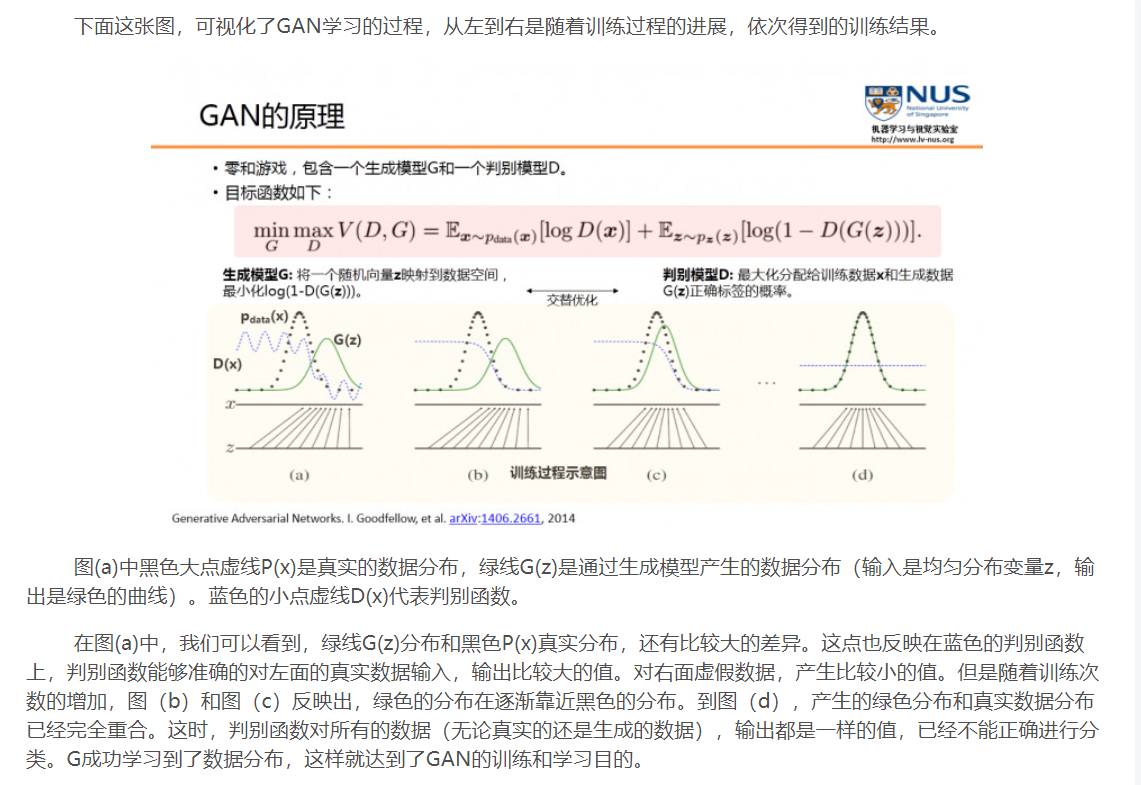 下面这张图，可视化了GAN学习的过程，从左到右是随着训练过程的进展，依次得到的训练结果。
GAN的原理
NUS
National University
of Singapore
机器学习与视觉实验室
http://www.lv-nus.org
• 零和游戏，包含一个生成模型G和一个判别模型D。
• 目标函数如下：
min_G max_D V(D, G) = 𝔼_{x∼p_data(x)}[log D(x)] + 𝔼_{z∼p_z(z)}[log(1 − D(G(z)))].
生成模型G: 将一个随机向量z映射到数据空间，
最小化log(1-D(G(z)))。
交替优化
判别模型D: 最大化分配给训练数据x和生成数据
G(z)正确标签的概率。
Pdata(x)
G(z)
D(x)
x
z
...
(a)
(b)
训练过程示意图
(c)
(d)
Generative Adversarial Networks. I. Goodfellow, et al. arXiv:1406.2661, 2014
图(a)中黑色大点虚线P(x)是真实的数据分布，绿线G(z)是通过生成模型产生的数据分布（输入是均匀分布变量z，输
出是绿色的曲线）。蓝色的小点虚线D(x)代表判别函数。
在图(a)中，我们可以看到，绿线G(z)分布和黑色P(x)真实分布，还有比较大的差异。这点也反映在蓝色的判别函数
上，判别函数能够准确的对左面的真实数据输入，输出比较大的值。对右面虚假数据，产生比较小的值。但是随着训练次
数的增加，图（b）和图（c）反映出，绿色的分布在逐渐靠近黑色的分布。到图（d），产生的绿色分布和真实数据分布
已经完全重合。这时，判别函数对所有的数据（无论真实的还是生成的数据），输出都是一样的值，已经不能正确进行分
类。G成功学习到了数据分布，这样就达到了GAN的训练和学习目的。